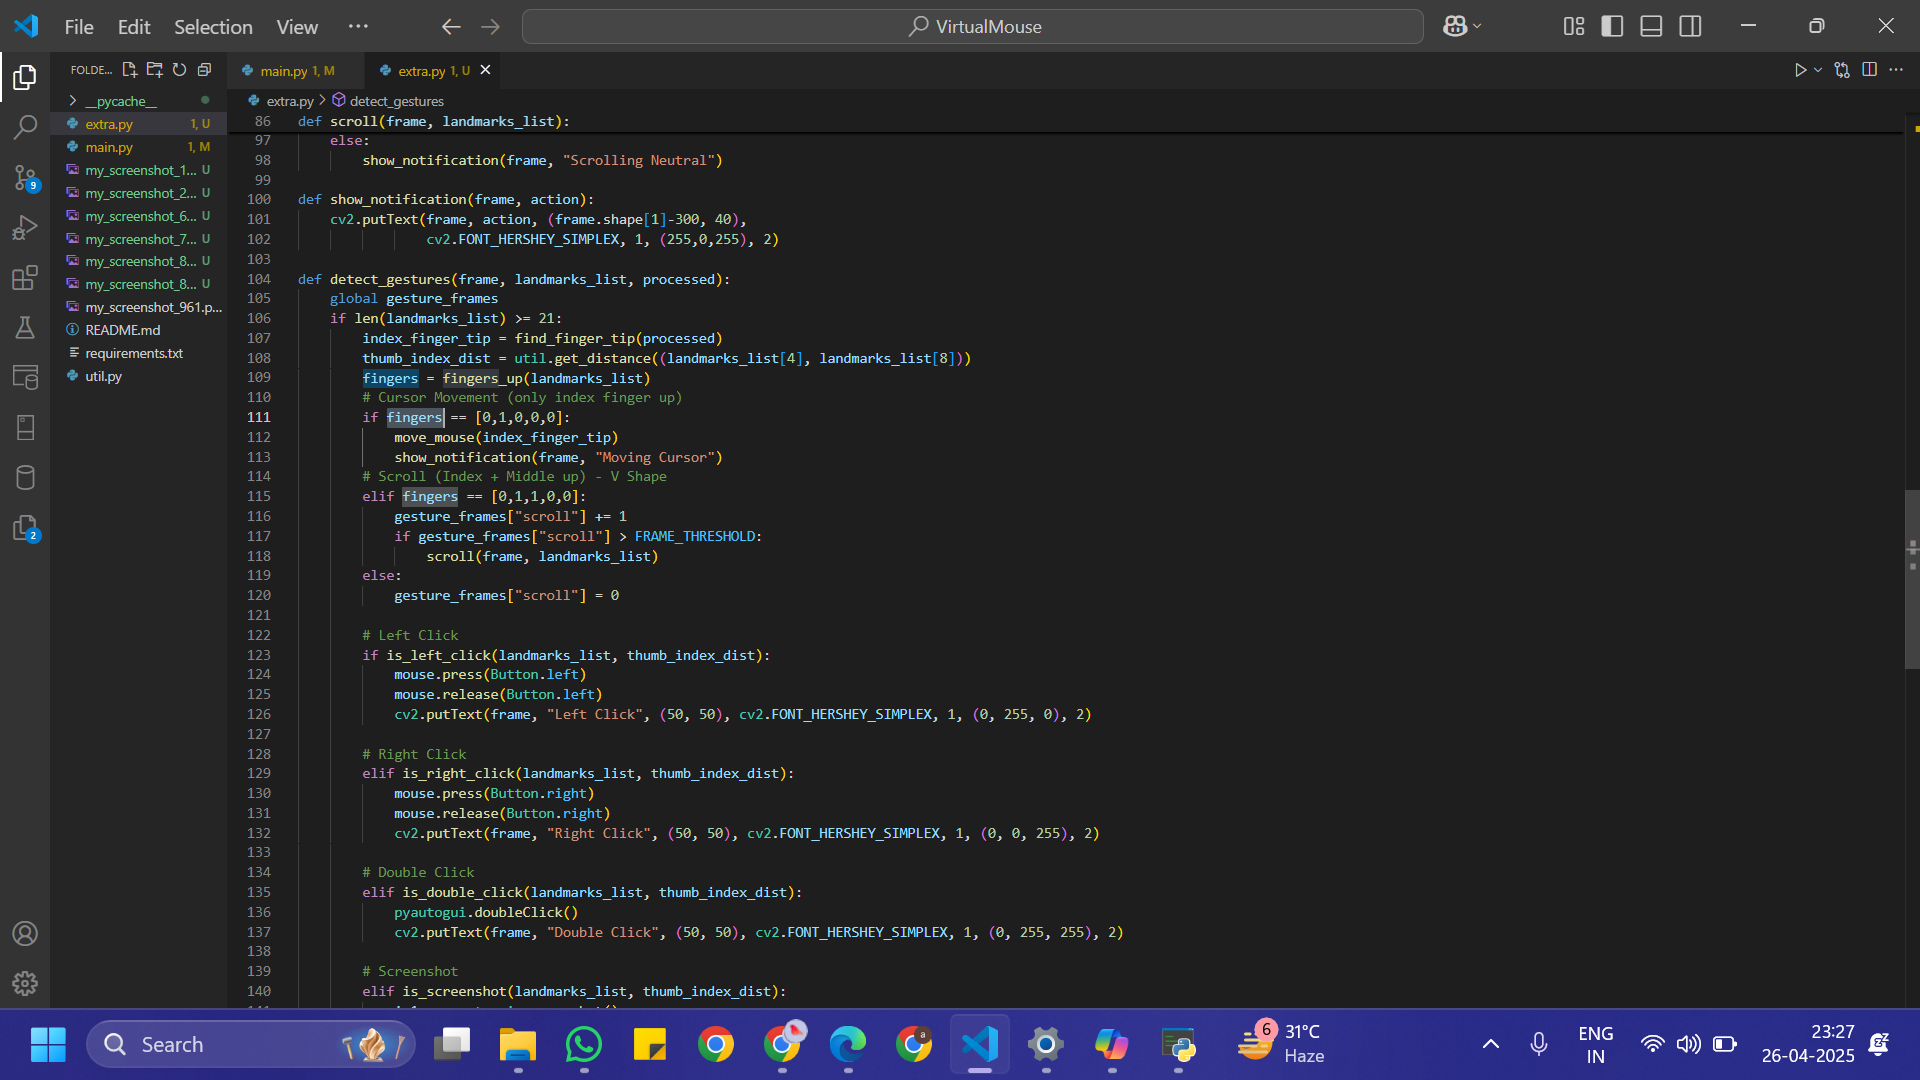 File Edit Selection View ··· VirtualMouse
FOLDE...
main.py 1, M
extra.py 1, U
__pycache__
extra.py 1, U
main.py 1, M
my_screenshot_1... U
my_screenshot_2... U
my_screenshot_6... U
my_screenshot_7... U
my_screenshot_8... U
my_screenshot_8... U
my_screenshot_961.p...
README.md
requirements.txt
util.py
9
2
extra.py > detect_gestures
86 def scroll(frame, landmarks_list):
97 else:
98 show_notification(frame, "Scrolling Neutral")
99
100 def show_notification(frame, action):
101 cv2.putText(frame, action, (frame.shape[1]-300, 40),
102 cv2.FONT_HERSHEY_SIMPLEX, 1, (255,0,255), 2)
103
104 def detect_gestures(frame, landmarks_list, processed):
105 global gesture_frames
106 if len(landmarks_list) >= 21:
107 index_finger_tip = find_finger_tip(processed)
108 thumb_index_dist = util.get_distance((landmarks_list[4], landmarks_list[8]))
109 fingers = fingers_up(landmarks_list)
110 # Cursor Movement (only index finger up)
111 if fingers == [0,1,0,0,0]:
112 move_mouse(index_finger_tip)
113 show_notification(frame, "Moving Cursor")
114 # Scroll (Index + Middle up) - V Shape
115 elif fingers == [0,1,1,0,0]:
116 gesture_frames["scroll"] += 1
117 if gesture_frames["scroll"] > FRAME_THRESHOLD:
118 scroll(frame, landmarks_list)
119 else:
120 gesture_frames["scroll"] = 0
121
122 # Left Click
123 if is_left_click(landmarks_list, thumb_index_dist):
124 mouse.press(Button.left)
125 mouse.release(Button.left)
126 cv2.putText(frame, "Left Click", (50, 50), cv2.FONT_HERSHEY_SIMPLEX, 1, (0, 255, 0), 2)
127
128 # Right Click
129 elif is_right_click(landmarks_list, thumb_index_dist):
130 mouse.press(Button.right)
131 mouse.release(Button.right)
132 cv2.putText(frame, "Right Click", (50, 50), cv2.FONT_HERSHEY_SIMPLEX, 1, (0, 0, 255), 2)
133
134 # Double Click
135 elif is_double_click(landmarks_list, thumb_index_dist):
136 pyautogui.doubleClick()
137 cv2.putText(frame, "Double Click", (50, 50), cv2.FONT_HERSHEY_SIMPLEX, 1, (0, 255, 255), 2)
138
139 # Screenshot
140 elif is_screenshot(landmarks_list, thumb_index_dist):
Search
a
6
31°C
Haze
ENG
IN
23:27
26-04-2025